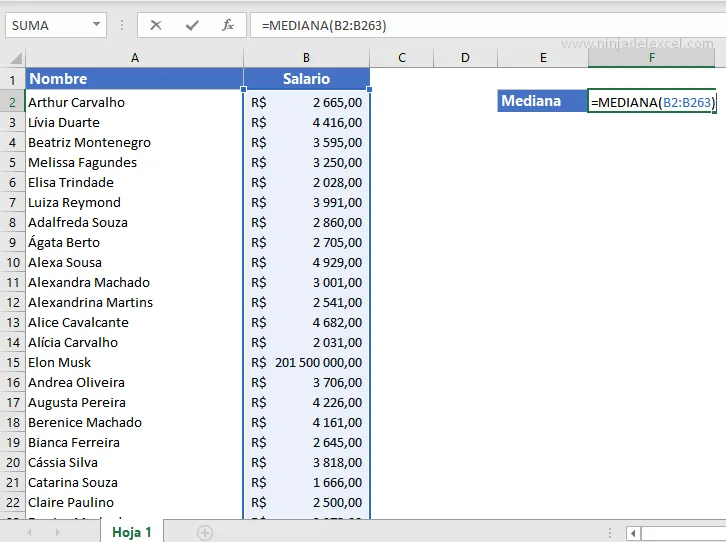 SUMA fx =MEDIANA(B2:B263)
www.ninjadelexcel.com
A B C D E F
1 Nombre Salario
2 Arthur Carvalho R$ 2 665,00 Mediana =MEDIANA(B2:B263)
3 Lívia Duarte R$ 4 416,00
4 Beatriz Montenegro R$ 3 595,00
5 Melissa Fagundes R$ 3 250,00
6 Elisa Trindade R$ 2 028,00
7 Luiza Reymond R$ 3 991,00
8 Adalfreda Souza R$ 2 860,00
9 Ágata Berto R$ 2 705,00
10 Alexa Sousa R$ 4 929,00
11 Alexandra Machado R$ 3 001,00
12 Alexandrina Martins R$ 2 541,00
13 Alice Cavalcante R$ 4 682,00
14 Alícia Carvalho R$ 2 031,00
15 Elon Musk R$ 201 500 000,00
16 Andrea Oliveira R$ 3 706,00
17 Augusta Pereira R$ 4 226,00
18 Berenice Machado R$ 4 161,00
19 Bianca Ferreira R$ 2 645,00
20 Cássia Silva R$ 3 818,00
21 Catarina Souza R$ 1 666,00
22 Claire Paulino R$ 2 500,00
Hoja 1